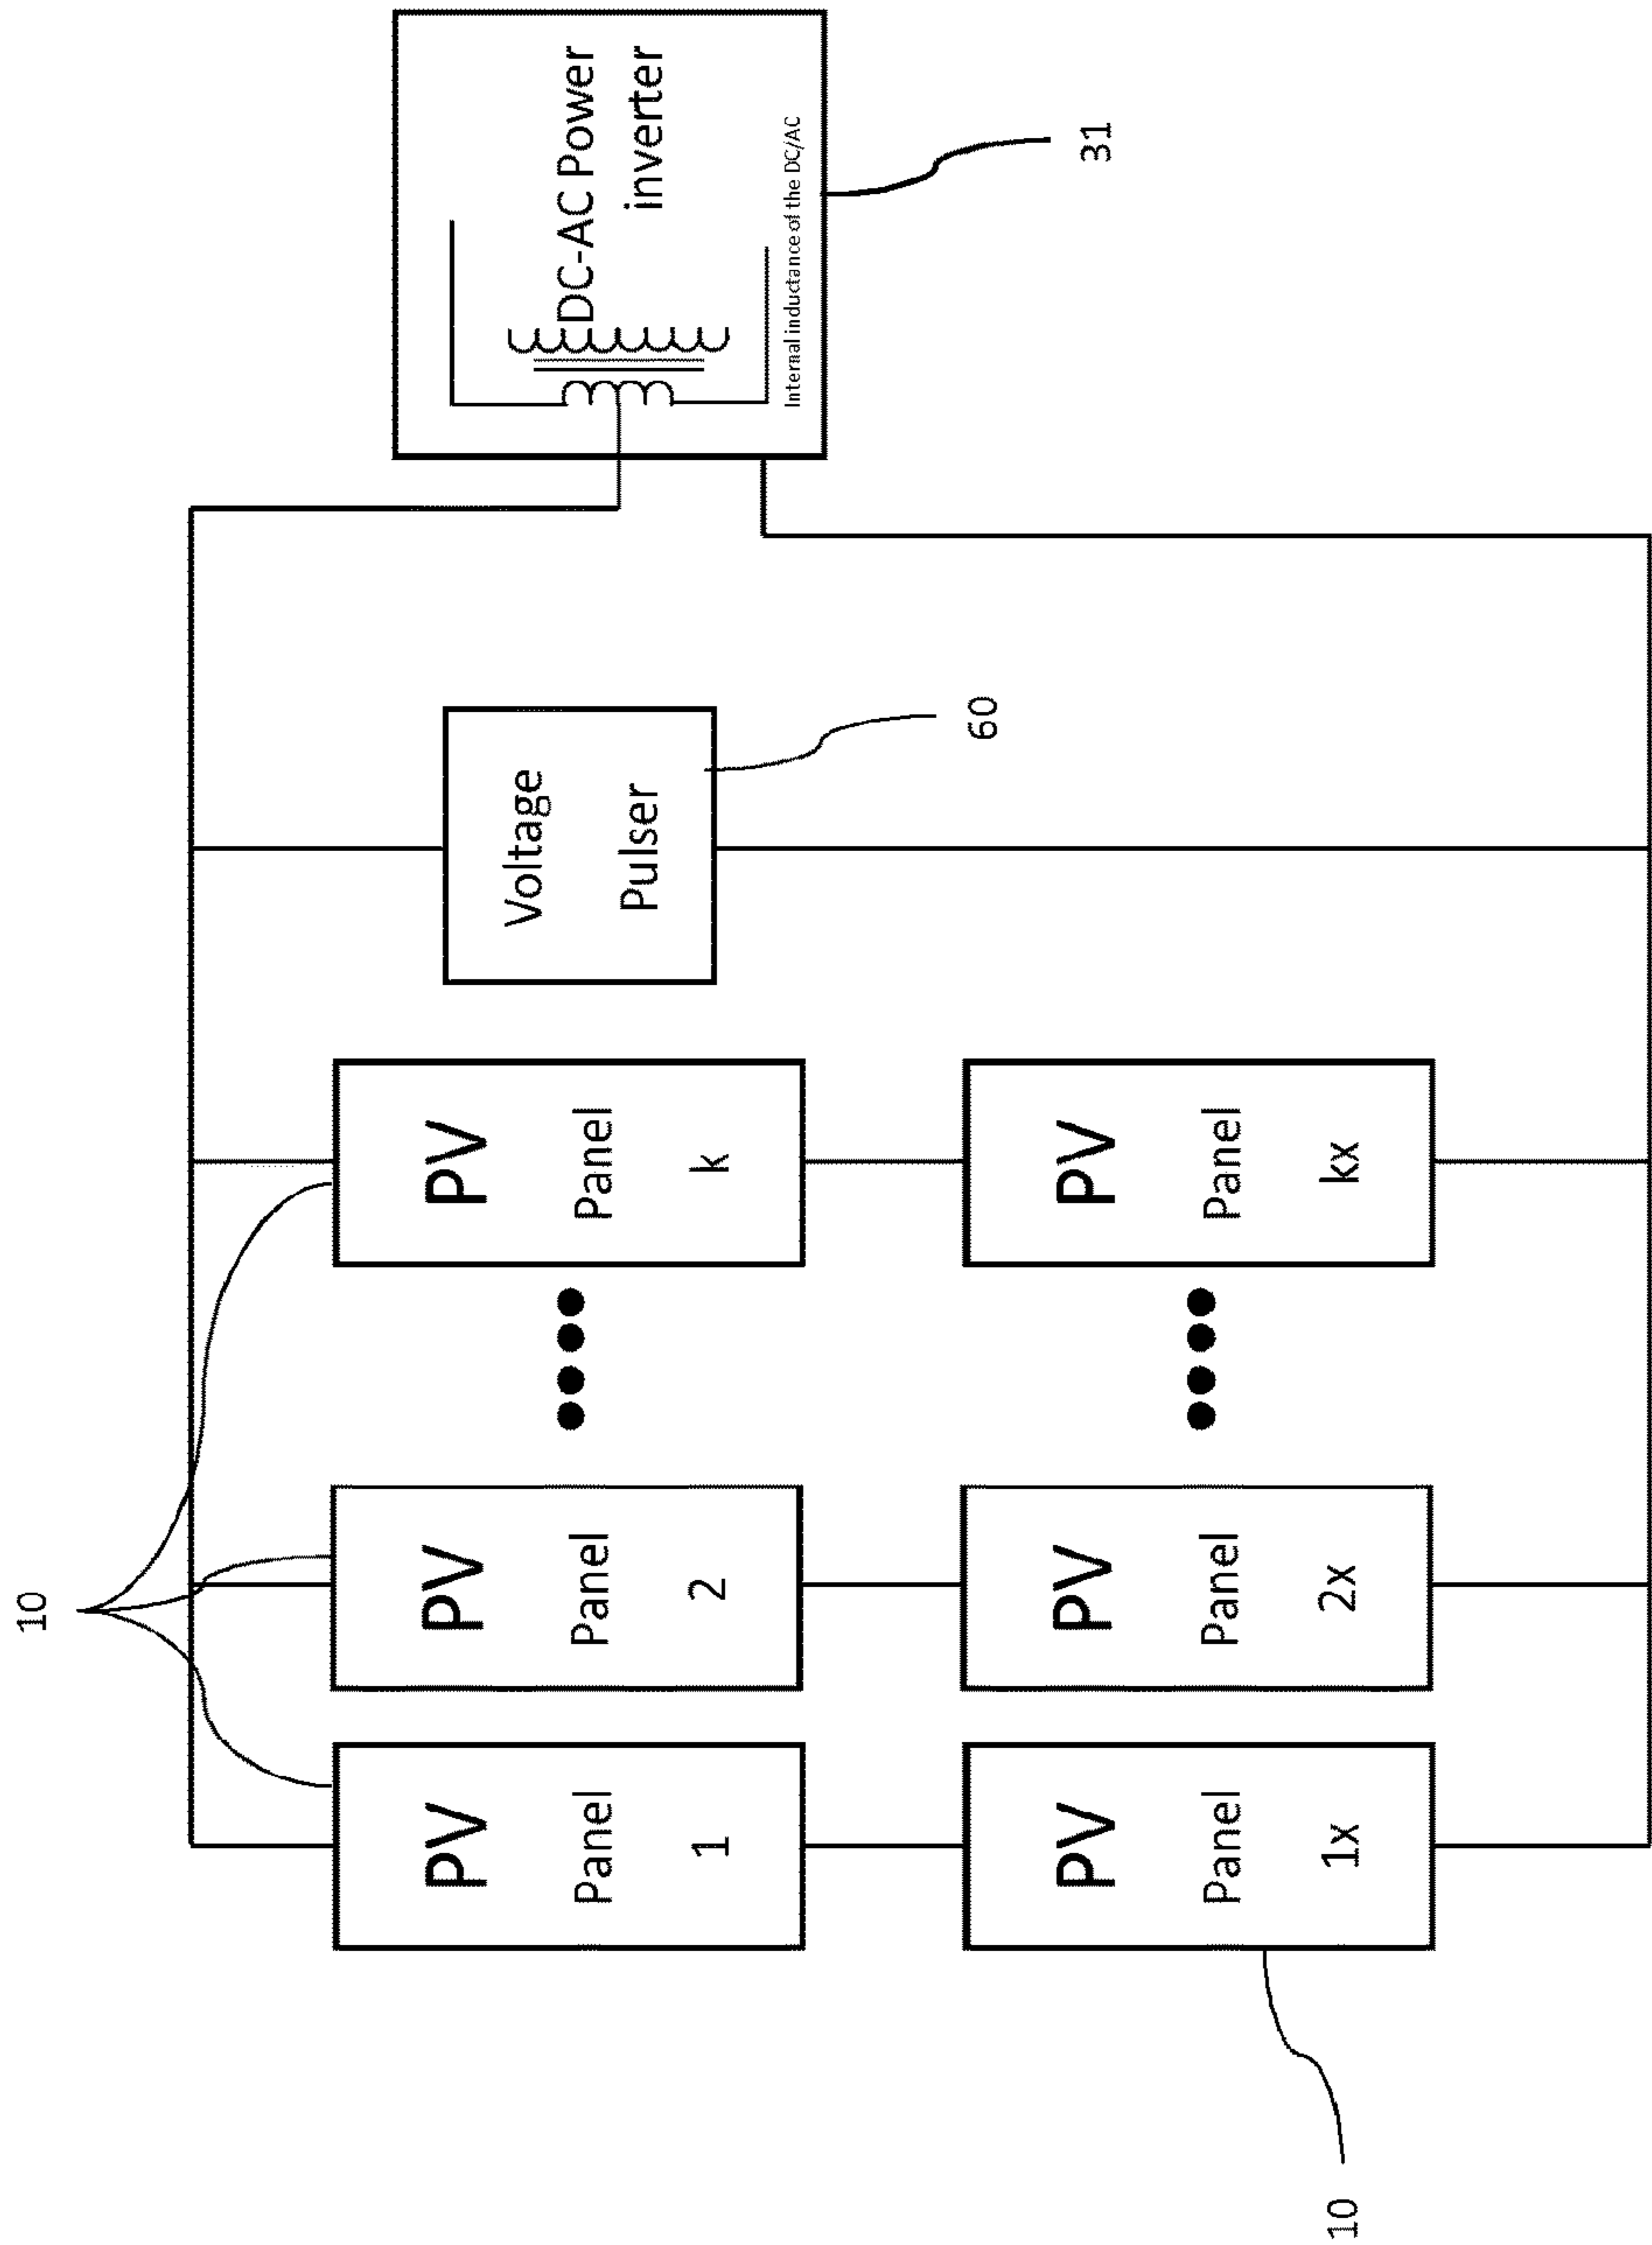 10
PV
Panel
1
PV
Panel
2
PV
Panel
k
Voltage
Pulser
60
DC-AC Power
inverter
Internal inductance of the DC/AC
31
PV
Panel
1x
PV
Panel
2x
PV
Panel
kx
10